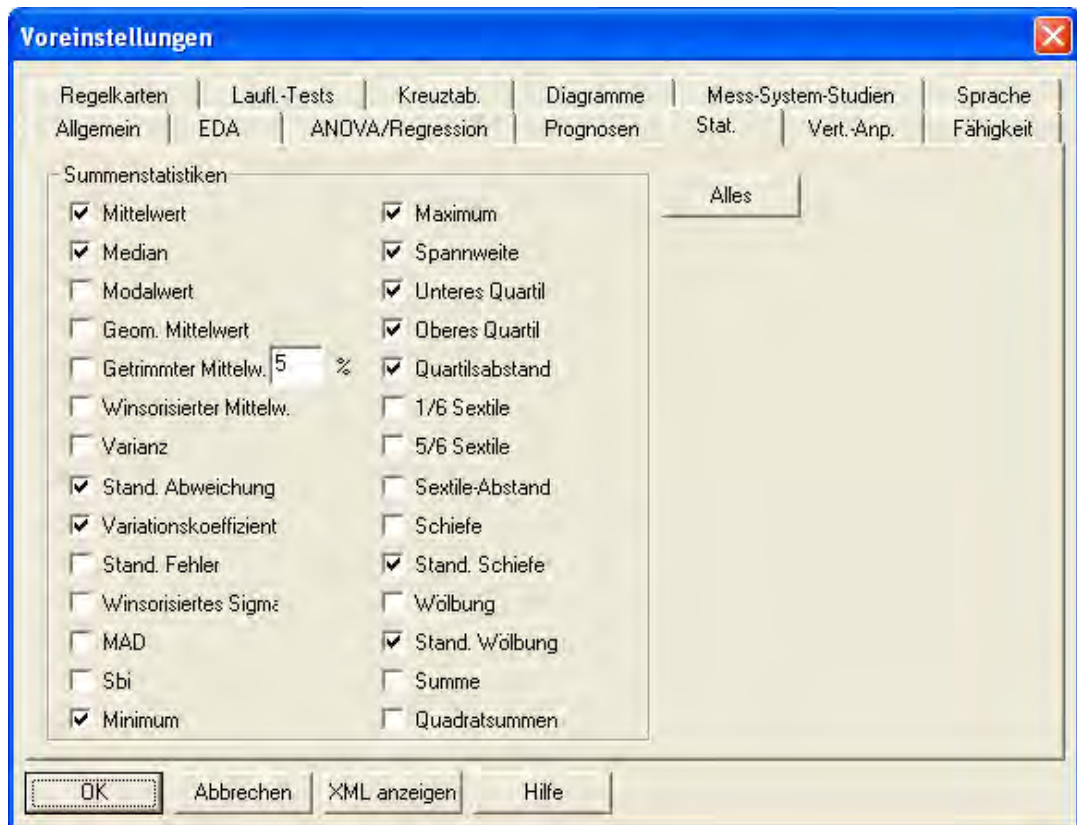 Voreinstellungen
Regelkarten Laufl.-Tests Kreuztab. Diagramme Mess-System-Studien Sprache
Allgemein EDA ANOVA/Regression Prognosen Stat. Vert.-Anp. Fähigkeit
Summenstatistiken
Alles
Mittelwert Maximum
Median Spannweite
Modalwert Unteres Quartil
Geom. Mittelwert Oberes Quartil
Getrimmter Mittelw. 5 % Quartilsabstand
Winsorisierter Mittelw. 1/6 Sextile
Varianz 5/6 Sextile
Stand. Abweichung Sextile-Abstand
Variationskoeffizient Schiefe
Stand. Fehler Stand. Schiefe
Winsorisiertes Sigma Wölbung
MAD Stand. Wölbung
Sbi Summe
Minimum Quadratsummen
OK Abbrechen XML anzeigen Hilfe